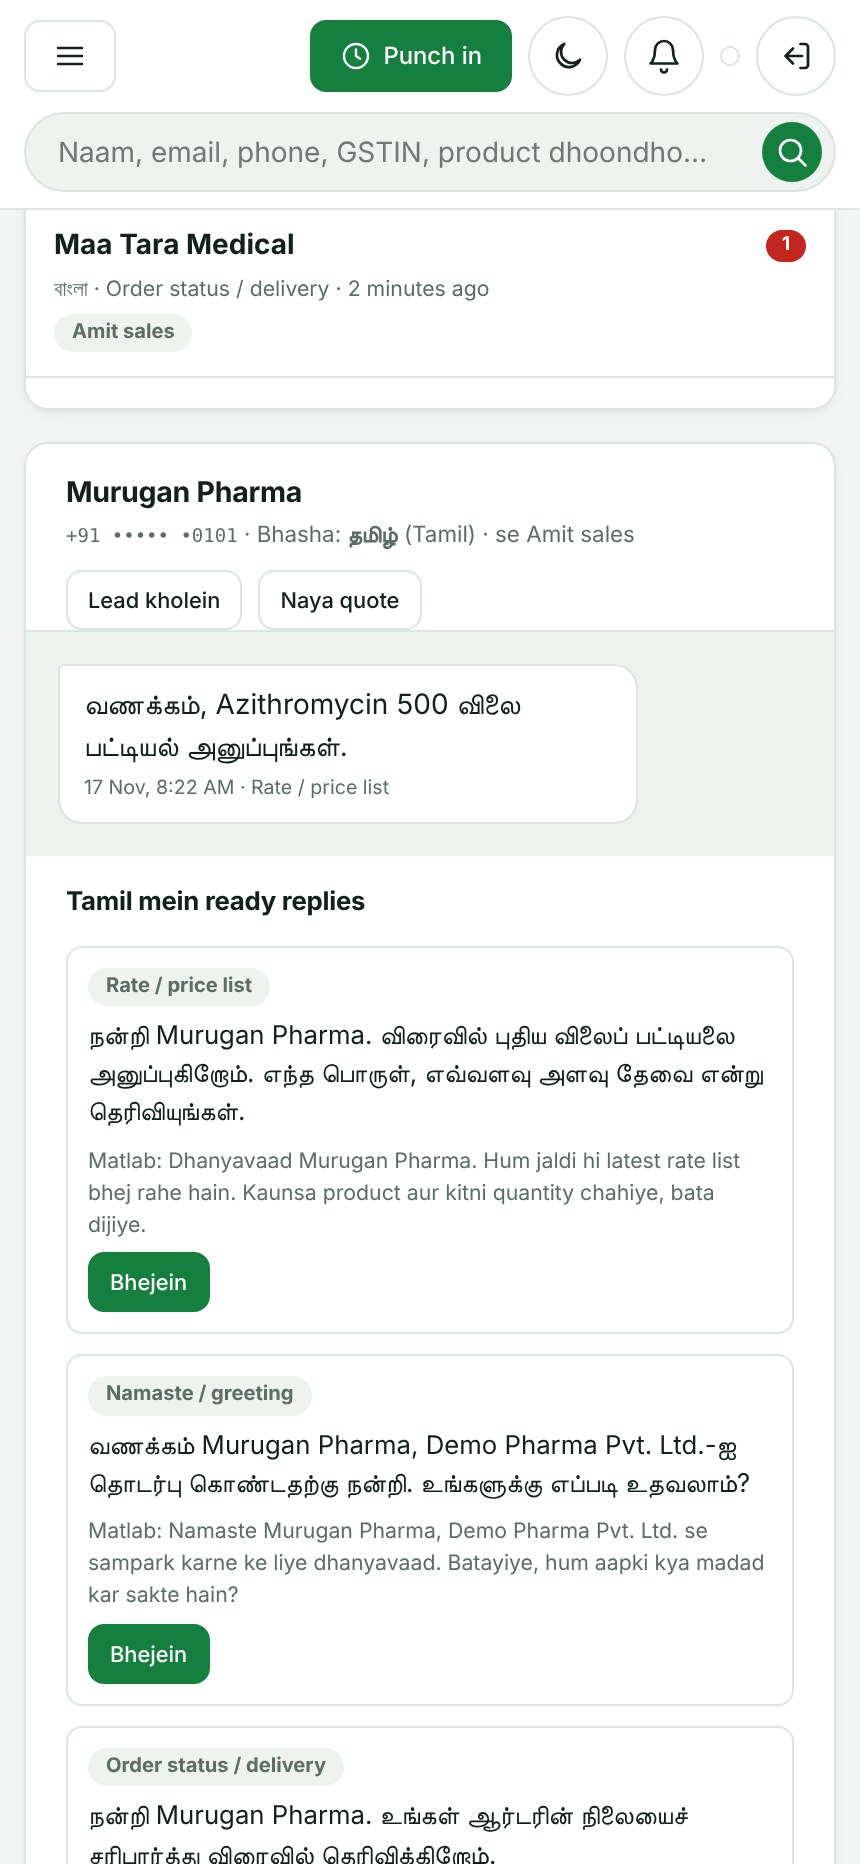 Punch in
Naam, email, phone, GSTIN, product dhoondho...
Maa Tara Medical
1
বাংলা · Order status / delivery · 2 minutes ago
Amit sales
Murugan Pharma
+91 ••••• •0101 · Bhasha: தமிழ் (Tamil) · se Amit sales
Lead kholein
Naya quote
வணக்கம், Azithromycin 500 விலை
பட்டியல் அனுப்புங்கள்.
17 Nov, 8:22 AM · Rate / price list
Tamil mein ready replies
Rate / price list
நன்றி Murugan Pharma. விரைவில் புதிய விலைப் பட்டியலை
அனுப்புகிறோம். எந்த பொருள், எவ்வளவு அளவு தேவை என்று
தெரிவியுங்கள்.
Matlab: Dhanyavaad Murugan Pharma. Hum jaldi hi latest rate list
bhej rahe hain. Kaunsa product aur kitni quantity chahiye, bata
dijiye.
Bhejein
Namaste / greeting
வணக்கம் Murugan Pharma, Demo Pharma Pvt. Ltd.-ஐ
தொடர்பு கொண்டதற்கு நன்றி. உங்களுக்கு எப்படி உதவலாம்?
Matlab: Namaste Murugan Pharma, Demo Pharma Pvt. Ltd. se
sampark karne ke liye dhanyavaad. Batayiye, hum aapki kya madad
kar sakte hain?
Bhejein
Order status / delivery
நன்றி Murugan Pharma. உங்கள் ஆர்டரின் நிலையைச்
சரிபார்த்து விரைவில் தெரிவிக்கிறோம்.